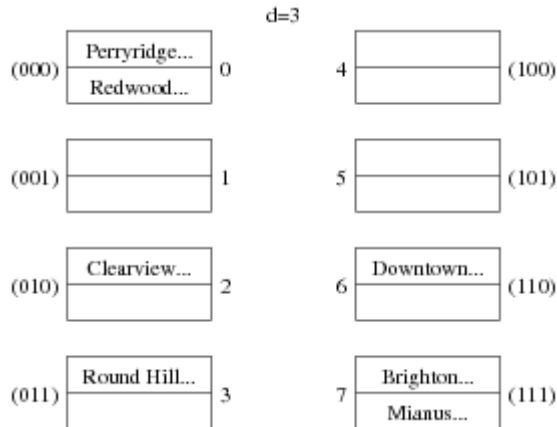 d=3
(000) Perryridge... 0 4 (100)
Redwood...
(001) 1 5 (101)
(010) Clearview... 2 6 Downtown... (110)
(011) Round Hill... 3 7 Brighton... (111)
Mianus...